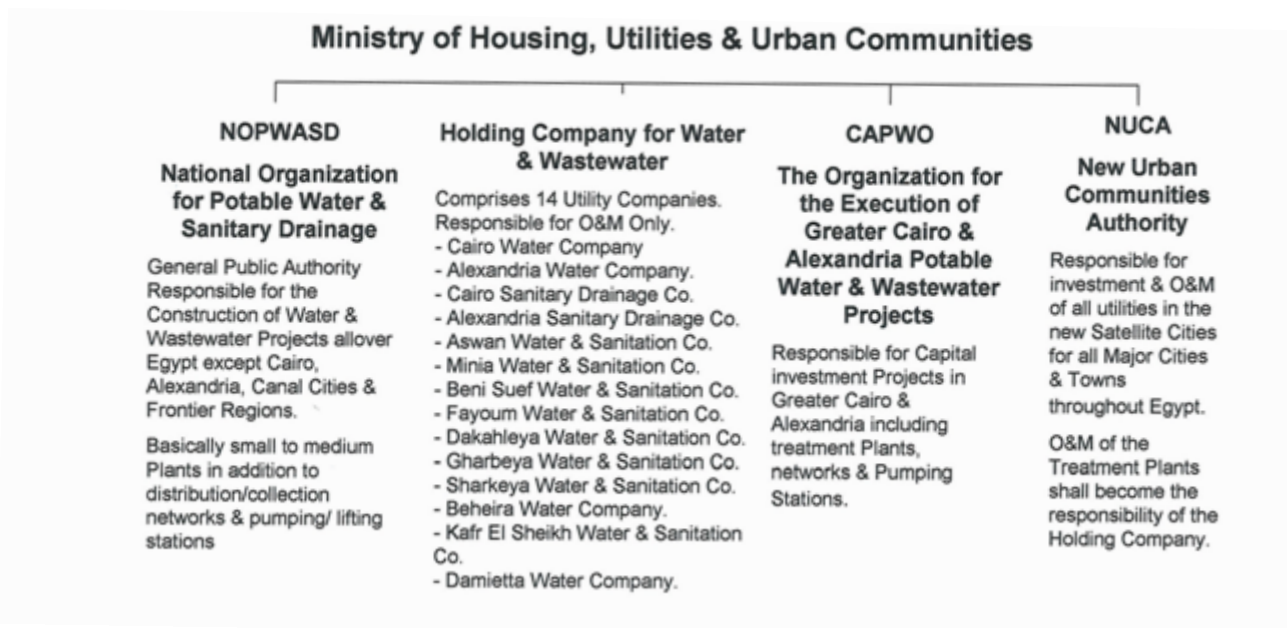 Ministry of Housing, Utilities & Urban Communities
NOPWASD
National Organization
for Potable Water &
Sanitary Drainage
General Public Authority
Responsible for the
Construction of Water &
Wastewater Projects allover
Egypt except Cairo,
Alexandria, Canal Cities &
Frontier Regions.
Basically small to medium
Plants in addition to
distribution/collection
networks & pumping/ lifting
stations
Holding Company for Water
& Wastewater
Comprises 14 Utility Companies.
Responsible for O&M Only.
- Cairo Water Company
- Alexandria Water Company.
- Cairo Sanitary Drainage Co.
- Alexandria Sanitary Drainage Co.
- Aswan Water & Sanitation Co.
- Minia Water & Sanitation Co.
- Beni Suef Water & Sanitation Co.
- Fayoum Water & Sanitation Co.
- Dakahleya Water & Sanitation Co.
- Gharbeya Water & Sanitation Co.
- Sharkeya Water & Sanitation Co.
- Beheira Water Company.
- Kafr El Sheikh Water & Sanitation
Co.
- Damietta Water Company.
CAPWO
The Organization for
the Execution of
Greater Cairo &
Alexandria Potable
Water & Wastewater
Projects
Responsible for Capital
investment Projects in
Greater Cairo &
Alexandria including
treatment Plants,
networks & Pumping
Stations.
NUCA
New Urban
Communities
Authority
Responsible for
investment & O&M
of all utilities in the
new Satellite Cities
for all Major Cities
& Towns
throughout Egypt.
O&M of the
Treatment Plants
shall become the
responsibility of the
Holding Company.